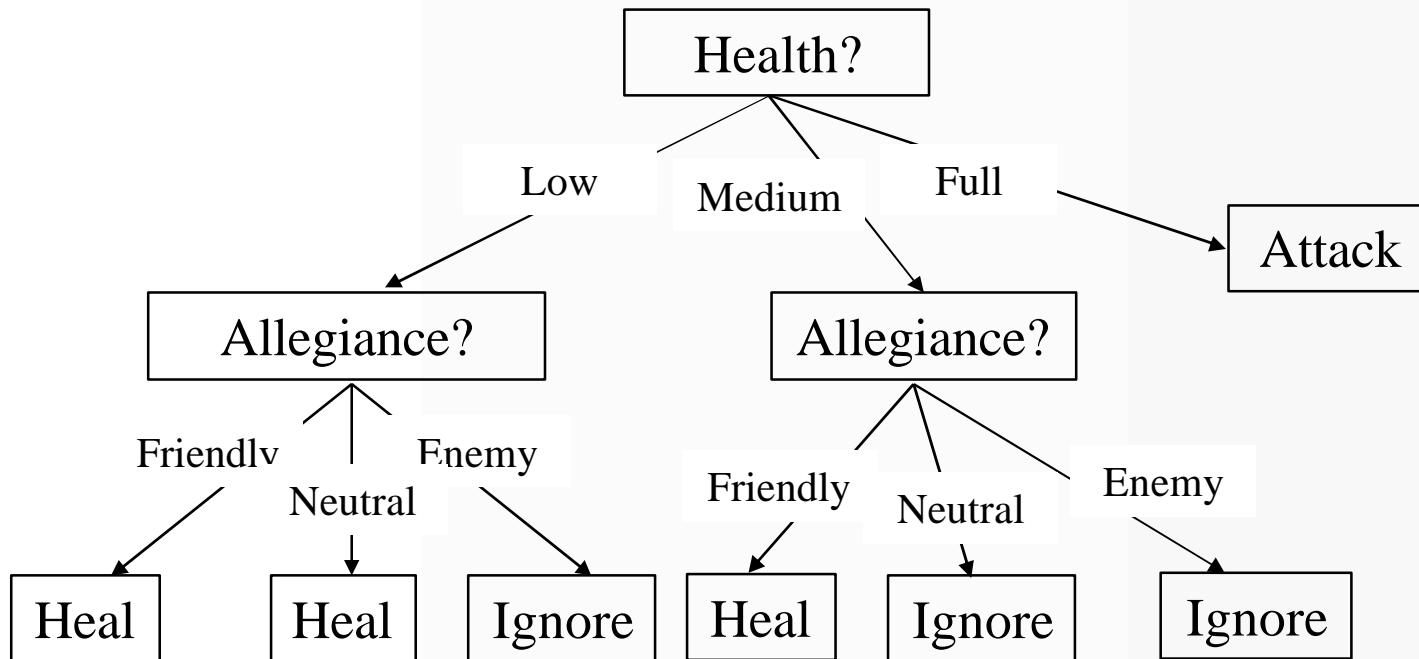 Health?
Low
Medium
Full
Attack
Allegiance?
Allegiance?
Friendly
Neutral
Enemy
Friendly
Neutral
Enemy
Heal
Heal
Ignore
Heal
Ignore
Ignore